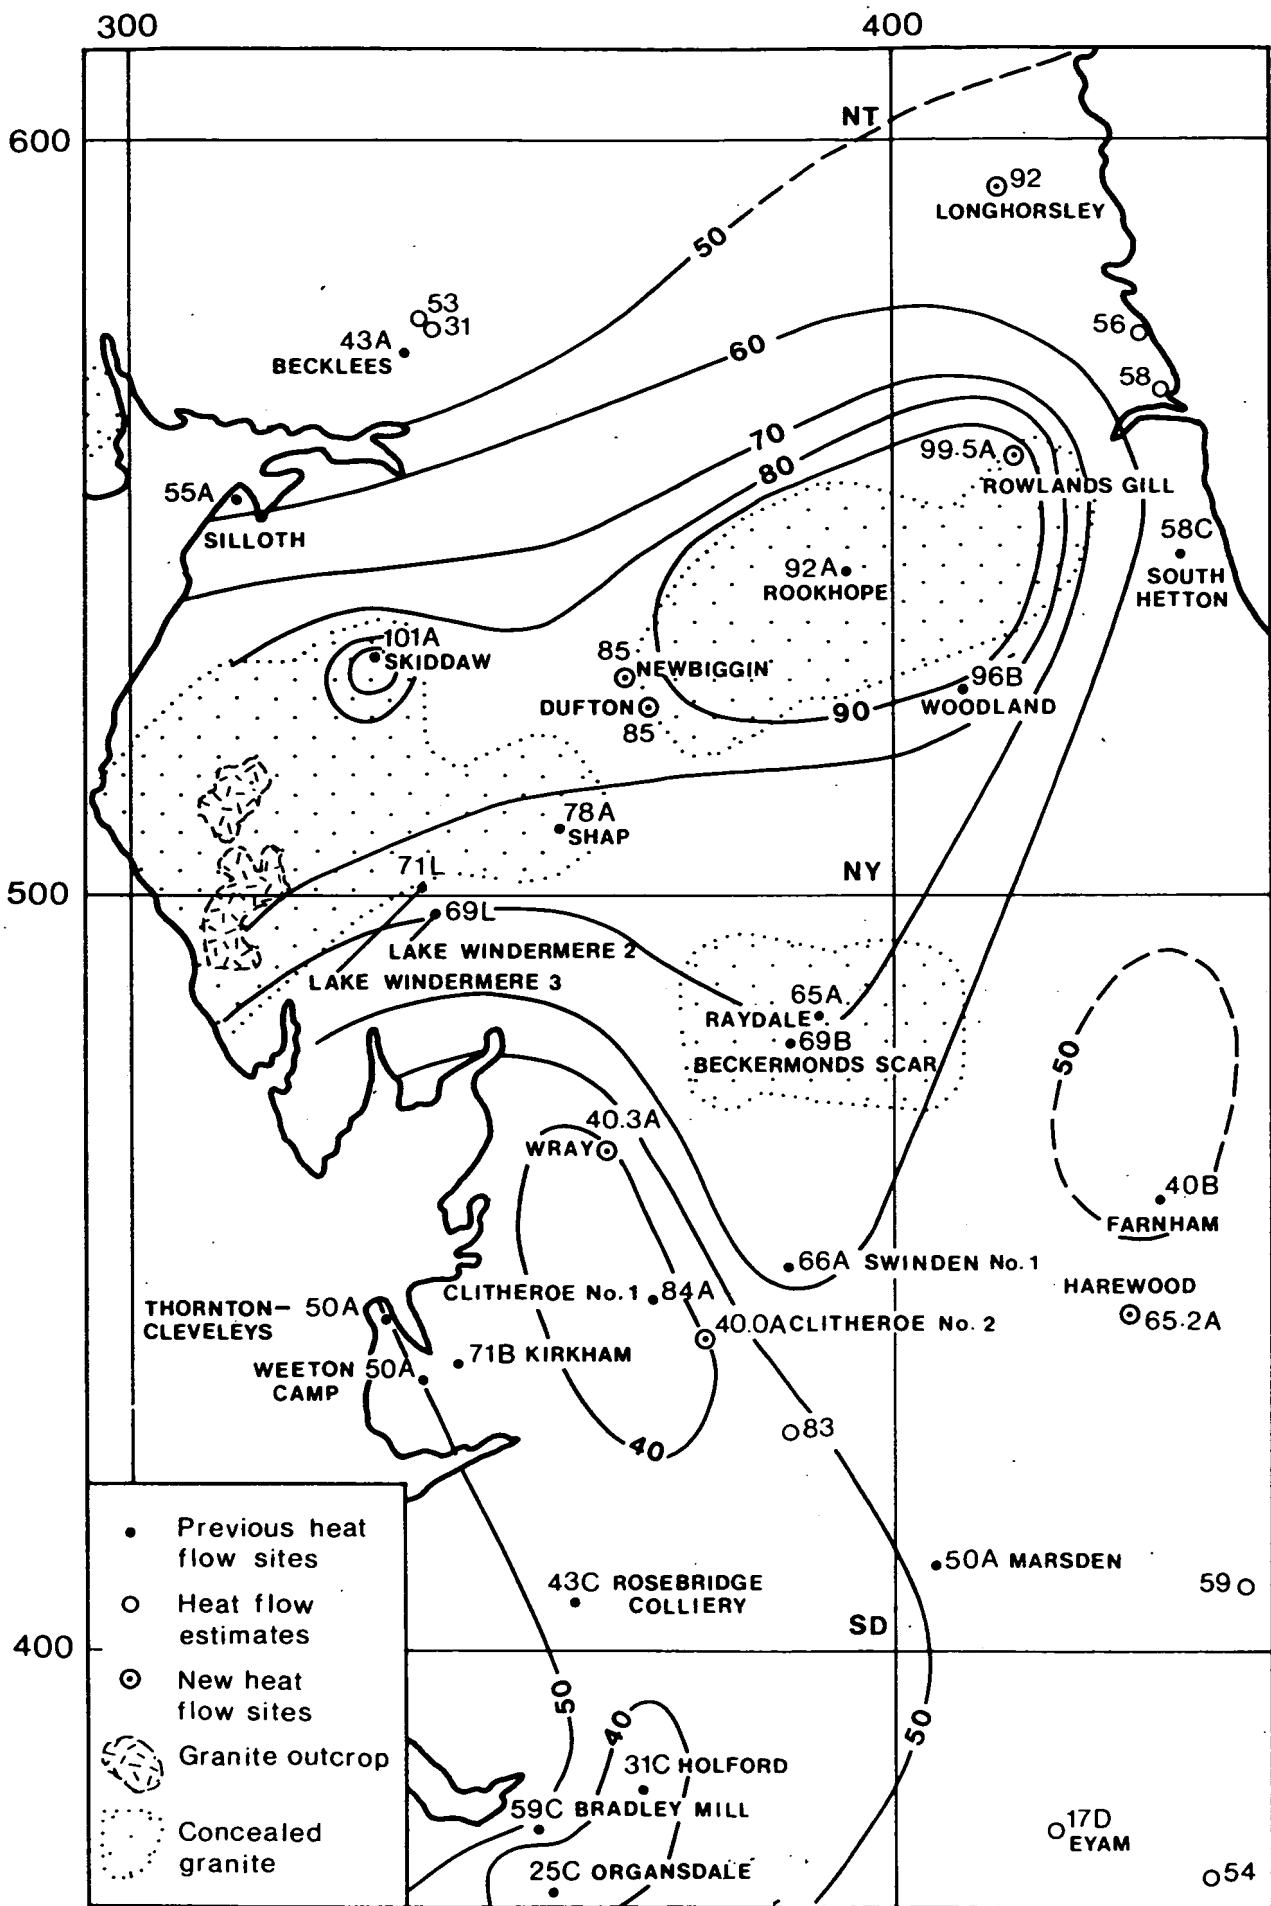 300 400
NT
600
92
LONGHORSLEY
50
53
31
43A
BECKLEES
60
56
58
70
80
99.5A
ROWLANDS GILL
55A
SILLOTH
58C
SOUTH
HETTON
92A
ROOKHOPE
101A
SKIDDAW
85
NEWBIGGIN
DUFTON
85
96B
WOODLAND
90
78A
SHAP
71L
NY
500
69L
LAKE WINDERMERE 2
LAKE WINDERMERE 3
65A
RAYDALE
69B
BECKERMONDS SCAR
50
40.3A
WRAY
40B
FARNHAM
66A SWINDEN No.1
CLITHEROE No.1 84A
HAREWOOD
65.2A
THORNTON– 50A
CLEVELEYS
40.0A CLITHEROE No. 2
71B KIRKHAM
WEETON 50A
CAMP
83
40
Previous heat
flow sites
Heat flow
estimates
New heat
flow sites
Granite outcrop
Concealed
granite
50A MARSDEN
59
43C ROSEBRIDGE
COLLIERY
SD
400
50
40
50
31C HOLFORD
59C BRADLEY MILL
17D
EYAM
25C ORGANSDALE
54